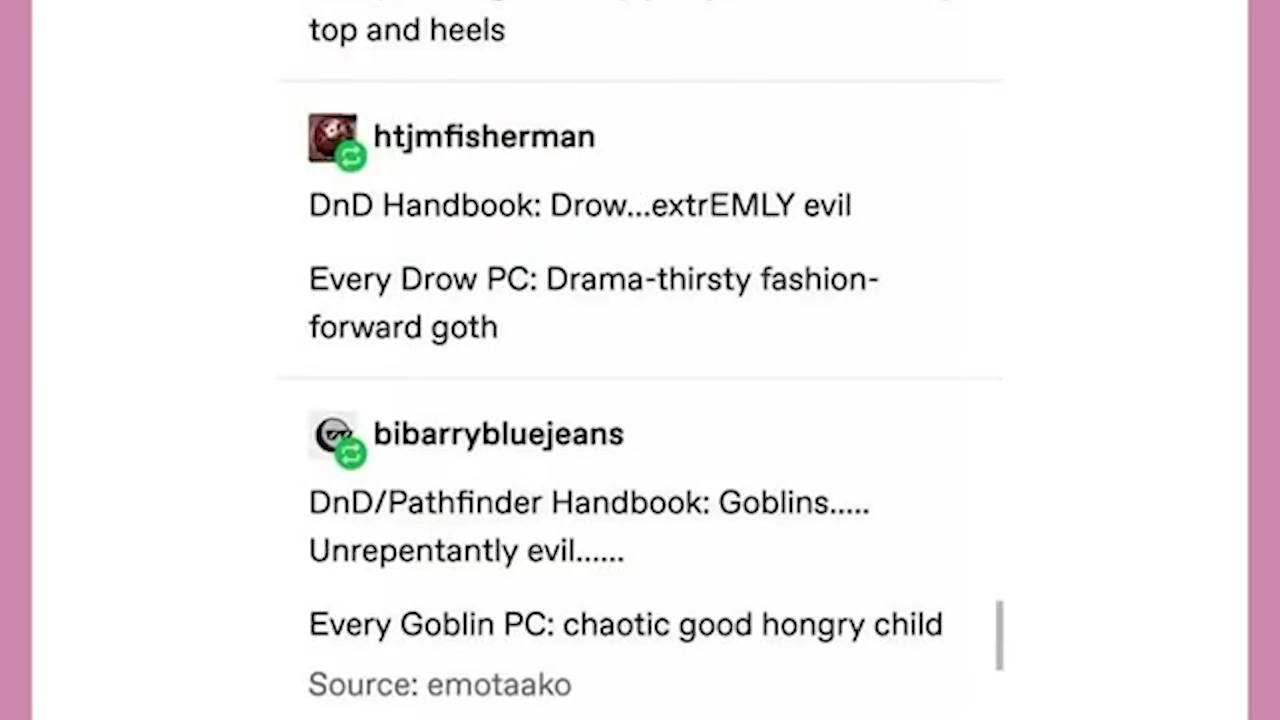 top and heels
htjmfisherman
DnD Handbook: Drow...extrEMLY evil
Every Drow PC: Drama-thirsty fashion-
forward goth
bibarrybluejeans
DnD/Pathfinder Handbook: Goblins.....
Unrepentantly evil......
Every Goblin PC: chaotic good hongry child
Source: emotaako